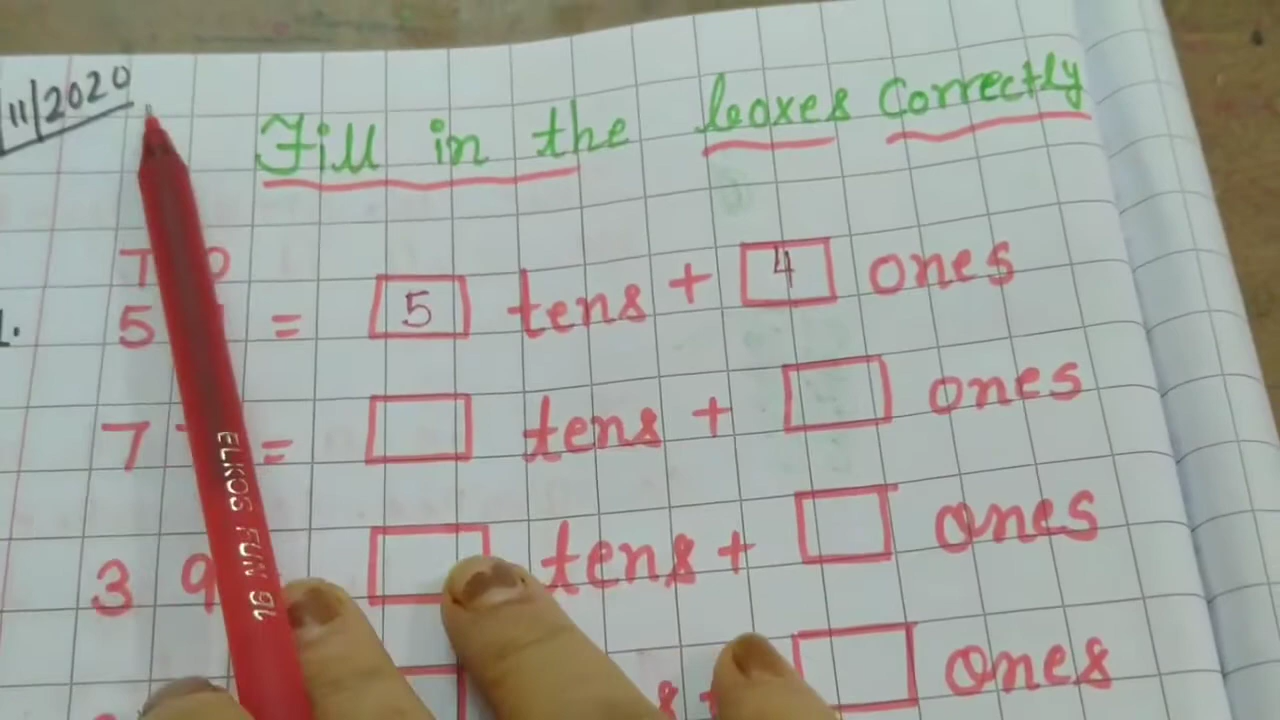 11/2020
Fill in the boxes correctly
T O
1. 5 = 5 tens + 4 ones
7 = tens + ones
3 9 tens + ones
ones
ELKOS FUN GL